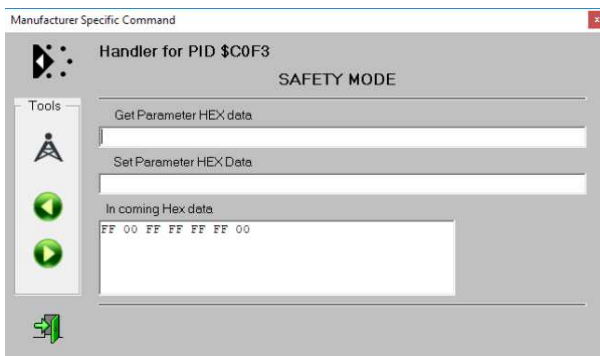 Manufacturer Specific Command
x
Handler for PID $C0F3
SAFETY MODE
Tools
Get Parameter HEX data
Set Parameter HEX Data
In coming Hex data
FF 00 FF FF FF FF 00